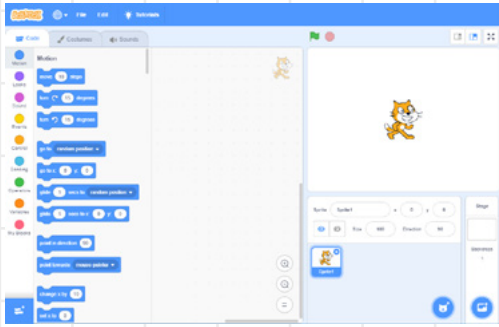 SCRATCH
File Edit Tutorials
Code Costumes Sounds
Motion
Motion
move 10 steps
Looks
turn 15 degrees
Sound
turn 15 degrees
Events
Control
go to random position
Sensing
go to x: 0 y: 0
Operators
glide 1 secs to random position
Variables
glide 1 secs to x: 0 y: 0
My Blocks
point in direction 90
point towards mouse-pointer
change x by 10
set x to 0
Sprite Sprite1 x 0 y 0
Size 100 Direction 90
Sprite1
Stage
Backdrops
1